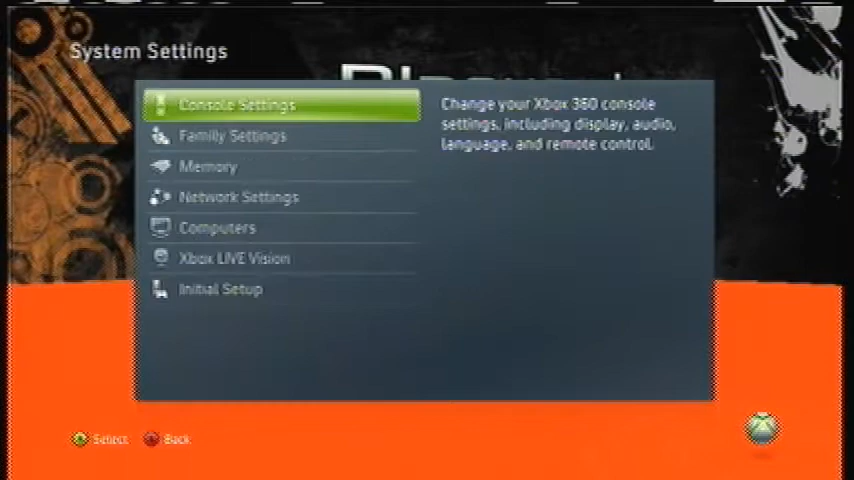 System Settings
Console Settings
Family Settings
Memory
Network Settings
Computers
Xbox LIVE Vision
Initial Setup
Change your Xbox 360 console
settings, including display, audio,
language, and remote control.
Select
Back